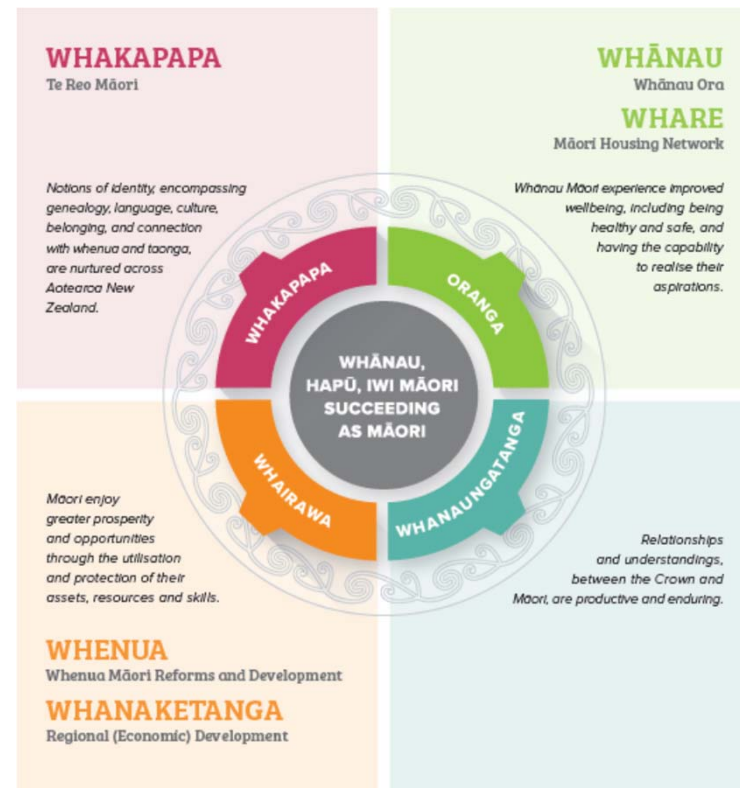 WHAKAPAPA
Te Reo Māori
Notions of identity, encompassing
genealogy, language, culture,
belonging, and connection
with whenua and taonga,
are nurtured across
Aotearoa New
Zealand.
WHĀNAU
Whānau Ora
WHARE
Māori Housing Network
Whānau Māori experience improved
wellbeing, including being
healthy and safe, and
having the capability
to realise their
aspirations.
WHAKAPAPA
ORANGA
WHĀNAU,
HAPŪ, IWI MĀORI
SUCCEEDING
AS MĀORI
WHAIRAWA
WHANAUNGATANGA
Māori enjoy
greater prosperity
and opportunities
through the utilisation
and protection of their
assets, resources and skills.
WHENUA
Whenua Māori Reforms and Development
WHANAKETANGA
Regional (Economic) Development
Relationships
and understandings,
between the Crown and
Māori, are productive and enduring.